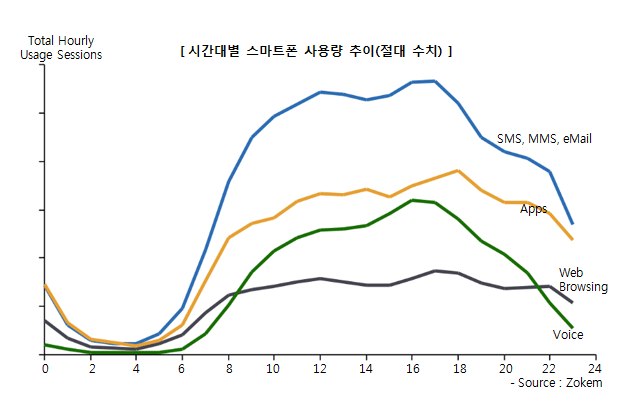 Total Hourly
Usage Sessions
[ 시간대별 스마트폰 사용량 추이(절대 수치) ]
SMS, MMS, eMail
Apps
Web
Browsing
Voice
0 2 4 6 8 10 12 14 16 18 20 22 24
- Source : Zokem